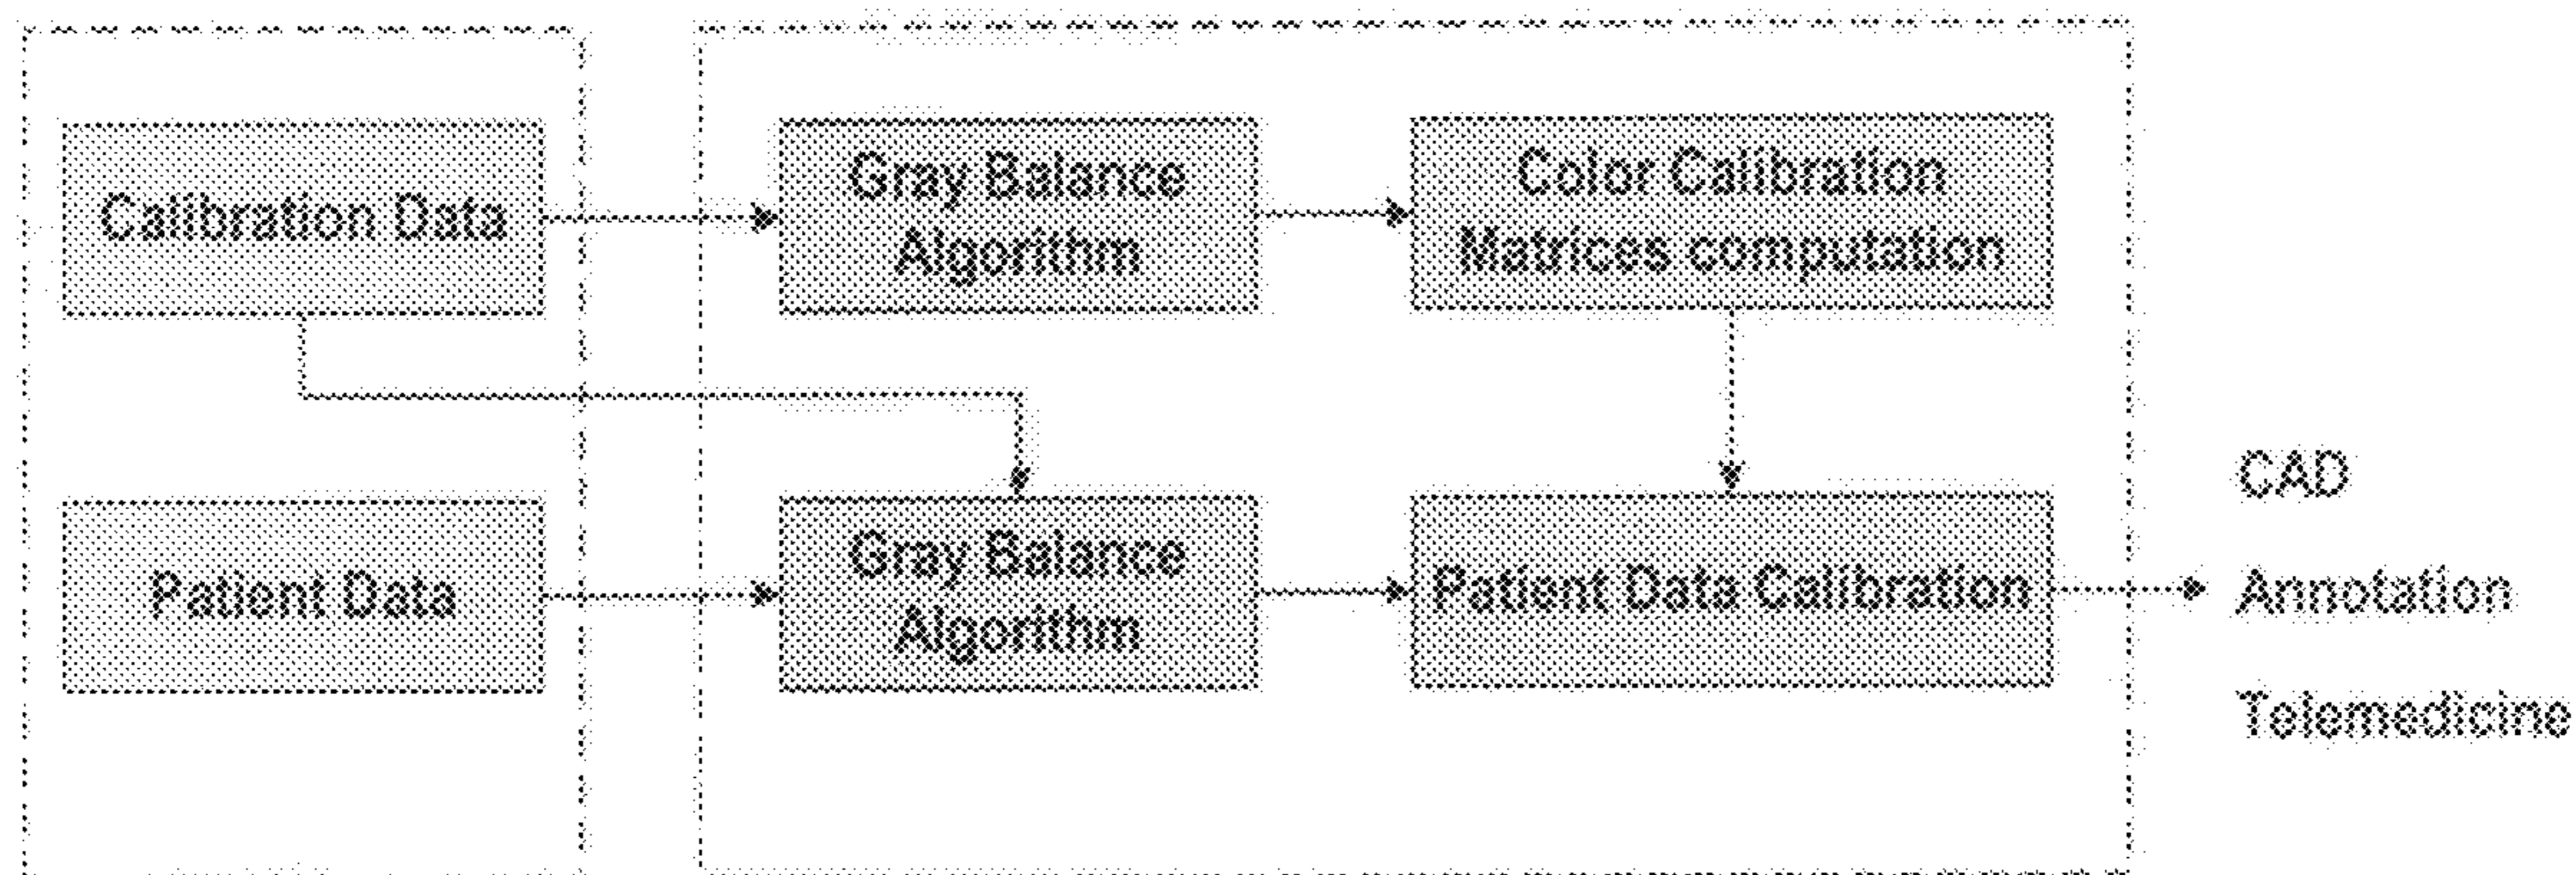 Calibration Data
Gray Balance
Algorithm
Color Calibration
Matrices computation
Patient Data
Gray Balance
Algorithm
Patient Data Calibration
CAD
Annotation
Telemedicine